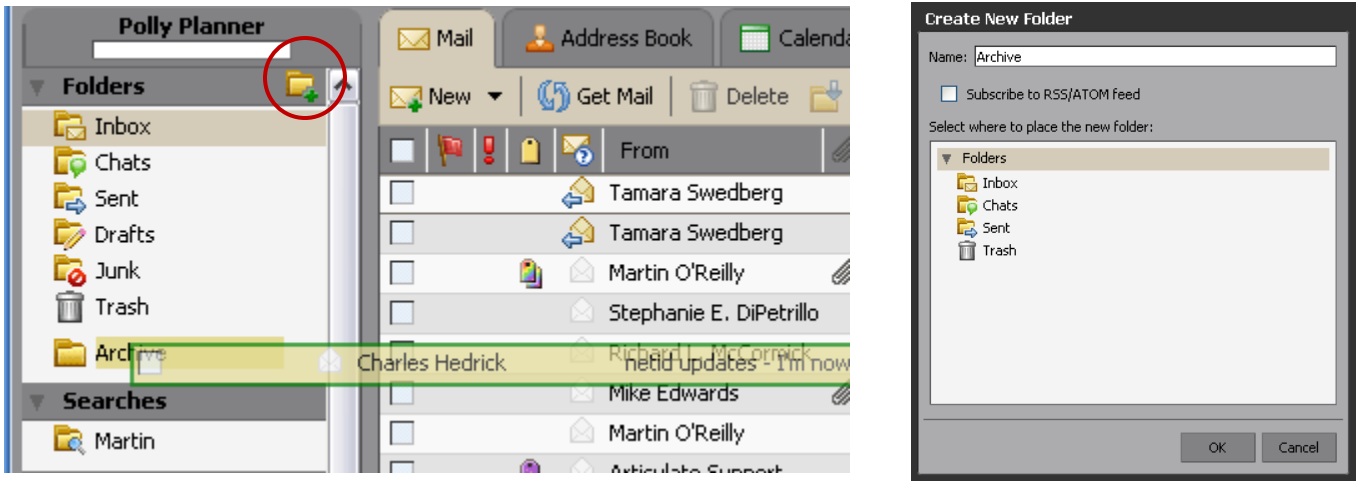 Polly Planner
Folders
Inbox
Chats
Sent
Drafts
Junk
Trash
Archive
Searches
Martin
Mail Address Book Calenda
New Get Mail Delete
From
Tamara Swedberg
Tamara Swedberg
Martin O'Reilly
Stephanie E. DiPetrillo
Richard L. McCormick
Charles Hedrick netid updates - I'm now
Mike Edwards
Martin O'Reilly
Articulate Support
Create New Folder
Name: Archive
Subscribe to RSS/ATOM feed
Select where to place the new folder:
Folders
Inbox
Chats
Sent
Trash
OK Cancel